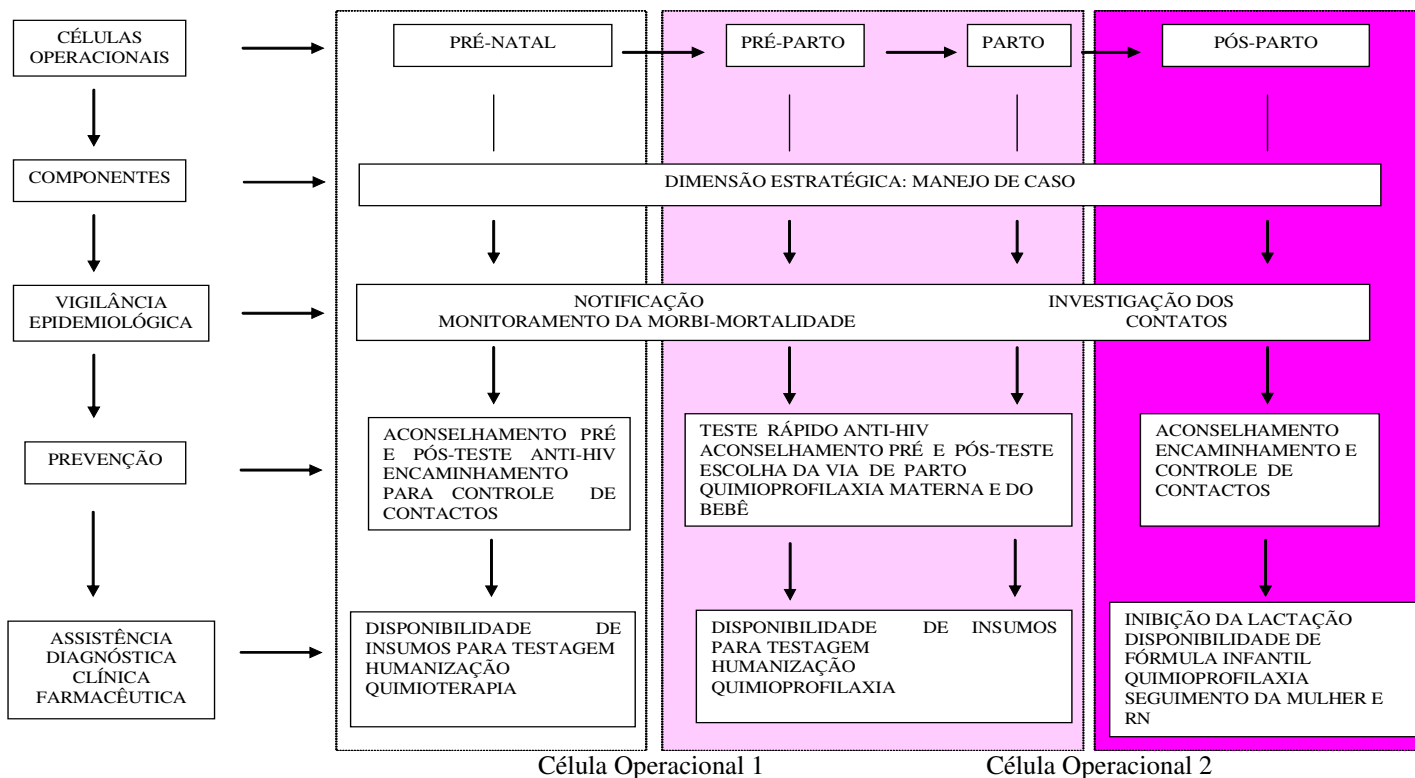 CÉLULAS
OPERACIONAIS
PRÉ-NATAL
PRÉ-PARTO
PARTO
PÓS-PARTO
COMPONENTES
DIMENSÃO ESTRATÉGICA: MANEJO DE CASO
VIGILÂNCIA
EPIDEMIOLÓGICA
NOTIFICAÇÃO
MONITORAMENTO DA MORBI-MORTALIDADE
INVESTIGAÇÃO DOS
CONTATOS
PREVENÇÃO
ACONSELHAMENTO PRÉ
E PÓS-TESTE ANTI-HIV
ENCAMINHAMENTO
PARA CONTROLE DE
CONTACTOS
TESTE RÁPIDO ANTI-HIV
ACONSELHAMENTO PRÉ E PÓS-TESTE
ESCOLHA DA VIA DE PARTO
QUIMIOPROFILAXIA MATERNA E DO
BEBÊ
ACONSELHAMENTO
ENCAMINHAMENTO E
CONTROLE DE
CONTACTOS
ASSISTÊNCIA
DIAGNÓSTICA
CLÍNICA
FARMACÊUTICA
DISPONIBILIDADE DE
INSUMOS PARA TESTAGEM
HUMANIZAÇÃO
QUIMIOTERAPIA
DISPONIBILIDADE DE INSUMOS
PARA TESTAGEM
HUMANIZAÇÃO
QUIMIOPROFILAXIA
INIBIÇÃO DA LACTAÇÃO
DISPONIBILIDADE DE
FÓRMULA INFANTIL
QUIMIOPROFILAXIA
SEGUIMENTO DA MULHER E
RN
Célula Operacional 1
Célula Operacional 2